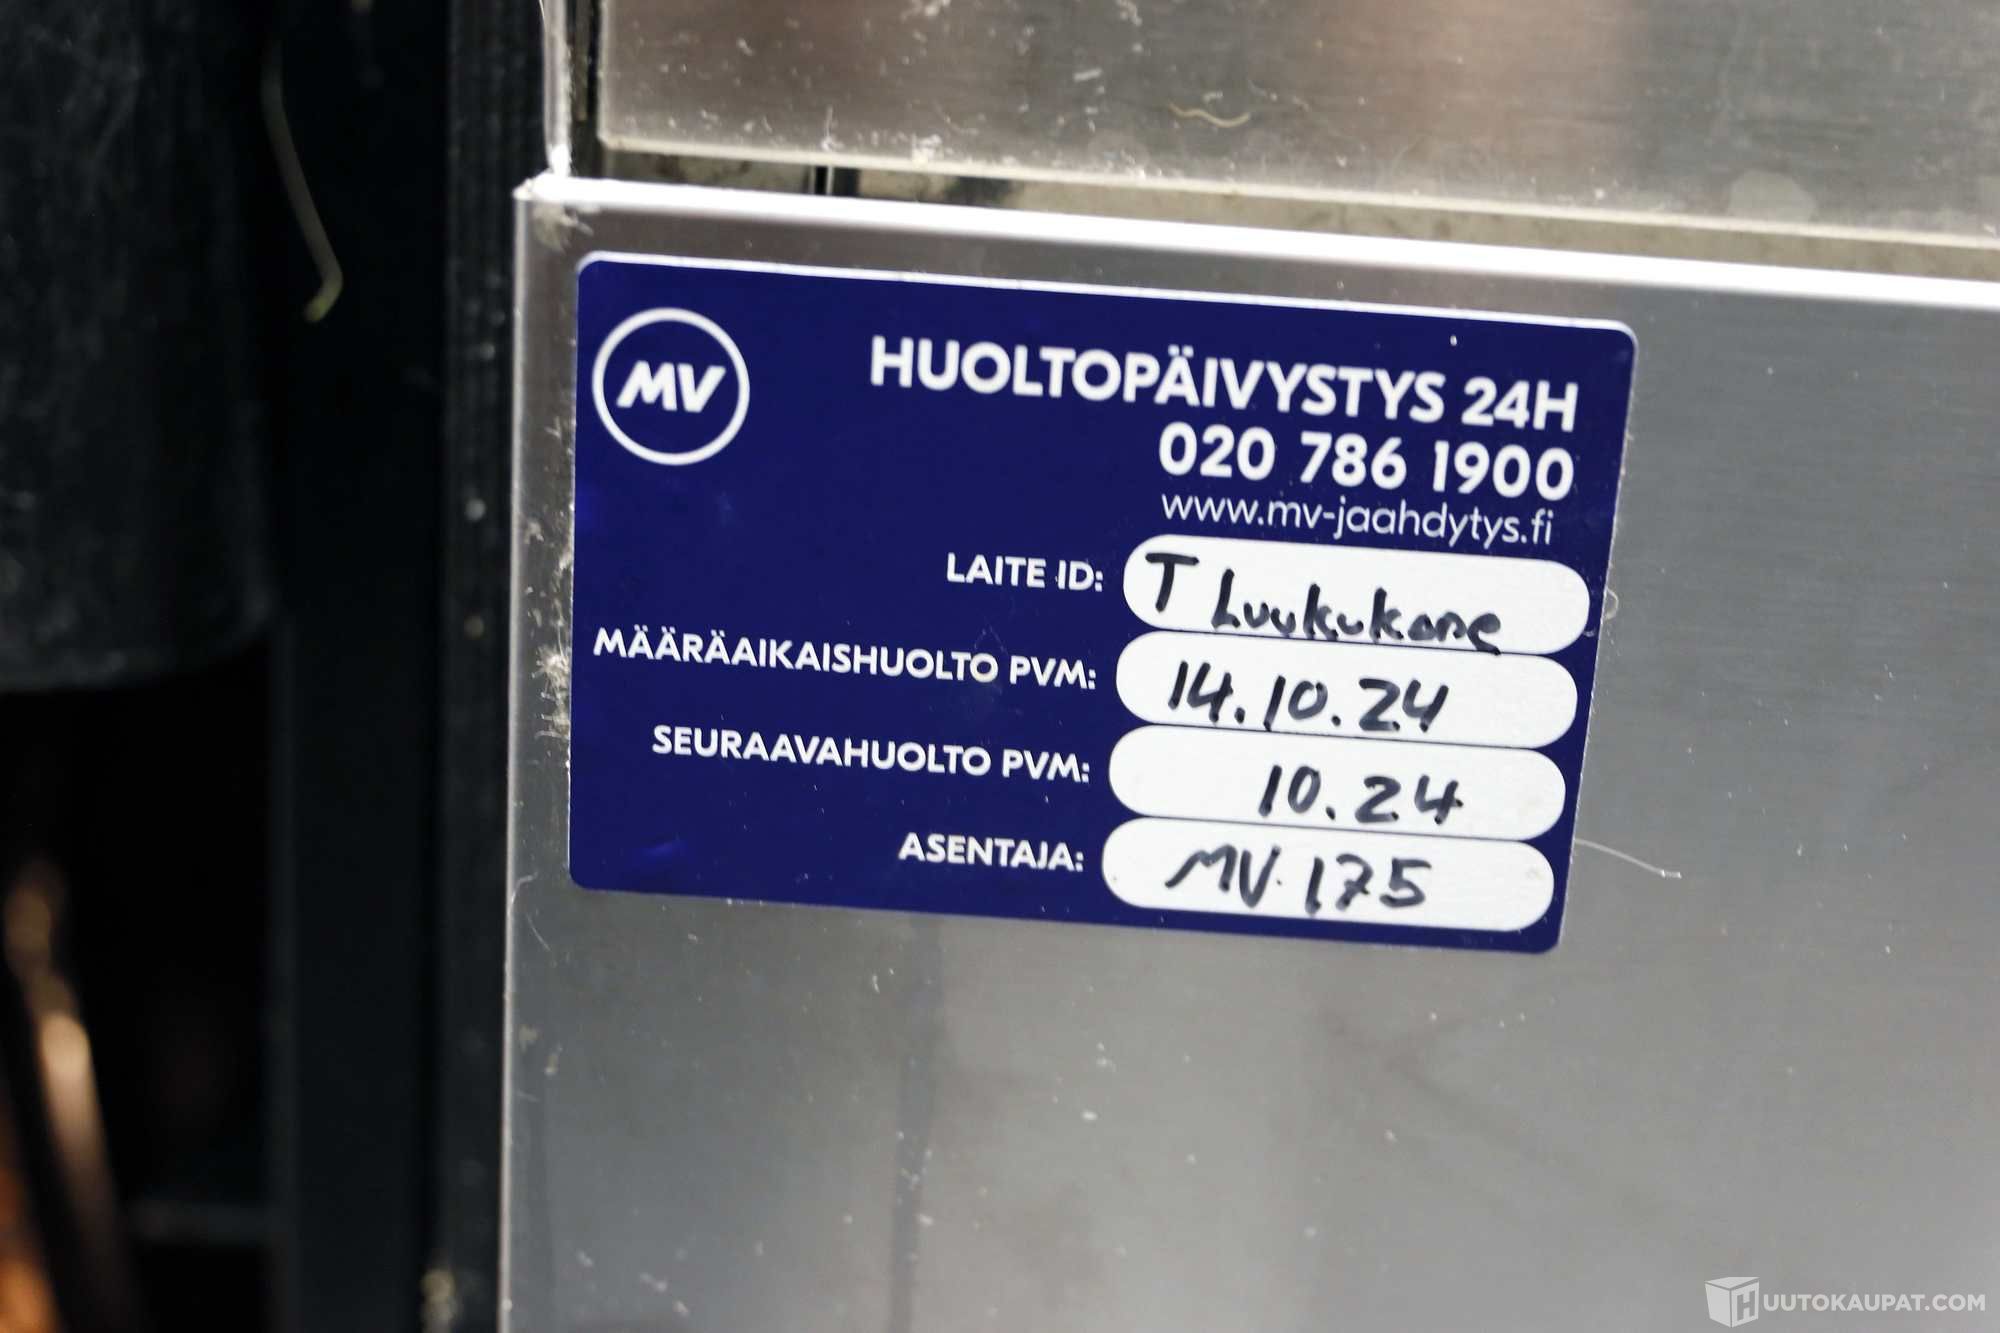 MV
HUOLTOPÄIVYSTYS 24H
020 786 1900
www.mv-jaahdytys.fi
LAITE ID: T Luukukone
MÄÄRÄAIKAISHUOLTO PVM: 14.10.24
SEURAAVAHUOLTO PVM: 10.24
ASENTAJA: MV 175
HUUTOKAUPAT.COM